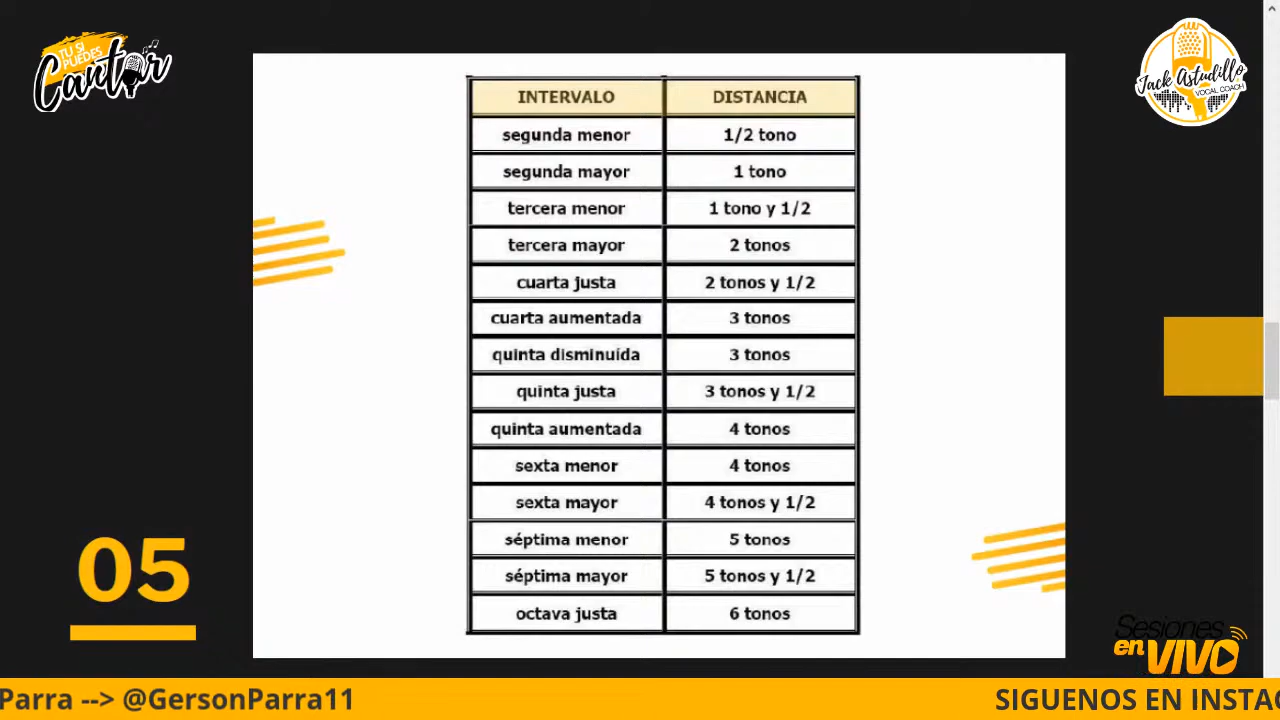 TU SI
PUEDES
Cantar
Jack Astudillo
VOCAL COACH
INTERVALO DISTANCIA
segunda menor 1/2 tono
segunda mayor 1 tono
tercera menor 1 tono y 1/2
tercera mayor 2 tonos
cuarta justa 2 tonos y 1/2
cuarta aumentada 3 tonos
quinta disminuída 3 tonos
quinta justa 3 tonos y 1/2
quinta aumentada 4 tonos
sexta menor 4 tonos
sexta mayor 4 tonos y 1/2
séptima menor 5 tonos
séptima mayor 5 tonos y 1/2
octava justa 6 tonos
05
Sesiones
en VIVO
Parra --> @GersonParra11 SIGUENOS EN INSTAG